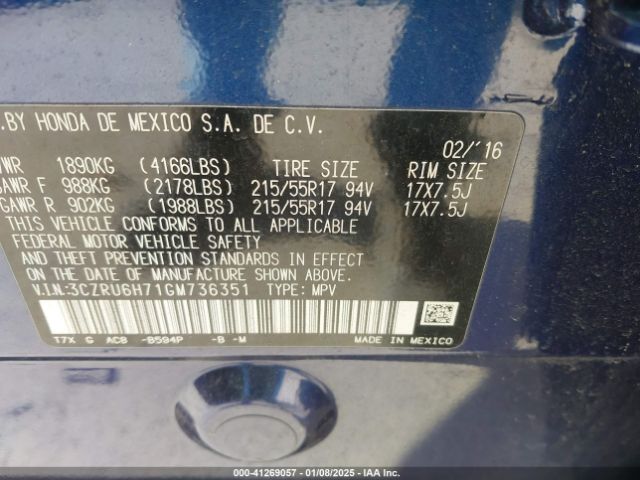 .BY HONDA DE MEXICO S.A. DE C.V.
02/'16
VWR 1890KG (4166LBS) TIRE SIZE RIM SIZE
GAWR F 988KG (2178LBS) 215/55R17 94V 17X7.5J
GAWR R 902KG (1988LBS) 215/55R17 94V 17X7.5J
THIS VEHICLE CONFORMS TO ALL APPLICABLE
FEDERAL MOTOR VEHICLE SAFETY
AND THEFT PREVENTION STANDARDS IN EFFECT
ON THE DATE OF MANUFACTURE SHOWN ABOVE.
V.I.N:3CZRU6H71GM736351 TYPE: MPV
T7X G AC8 -B594P -B -M MADE IN MEXICO
000-41269057 - 01/08/2025 - IAA Inc.